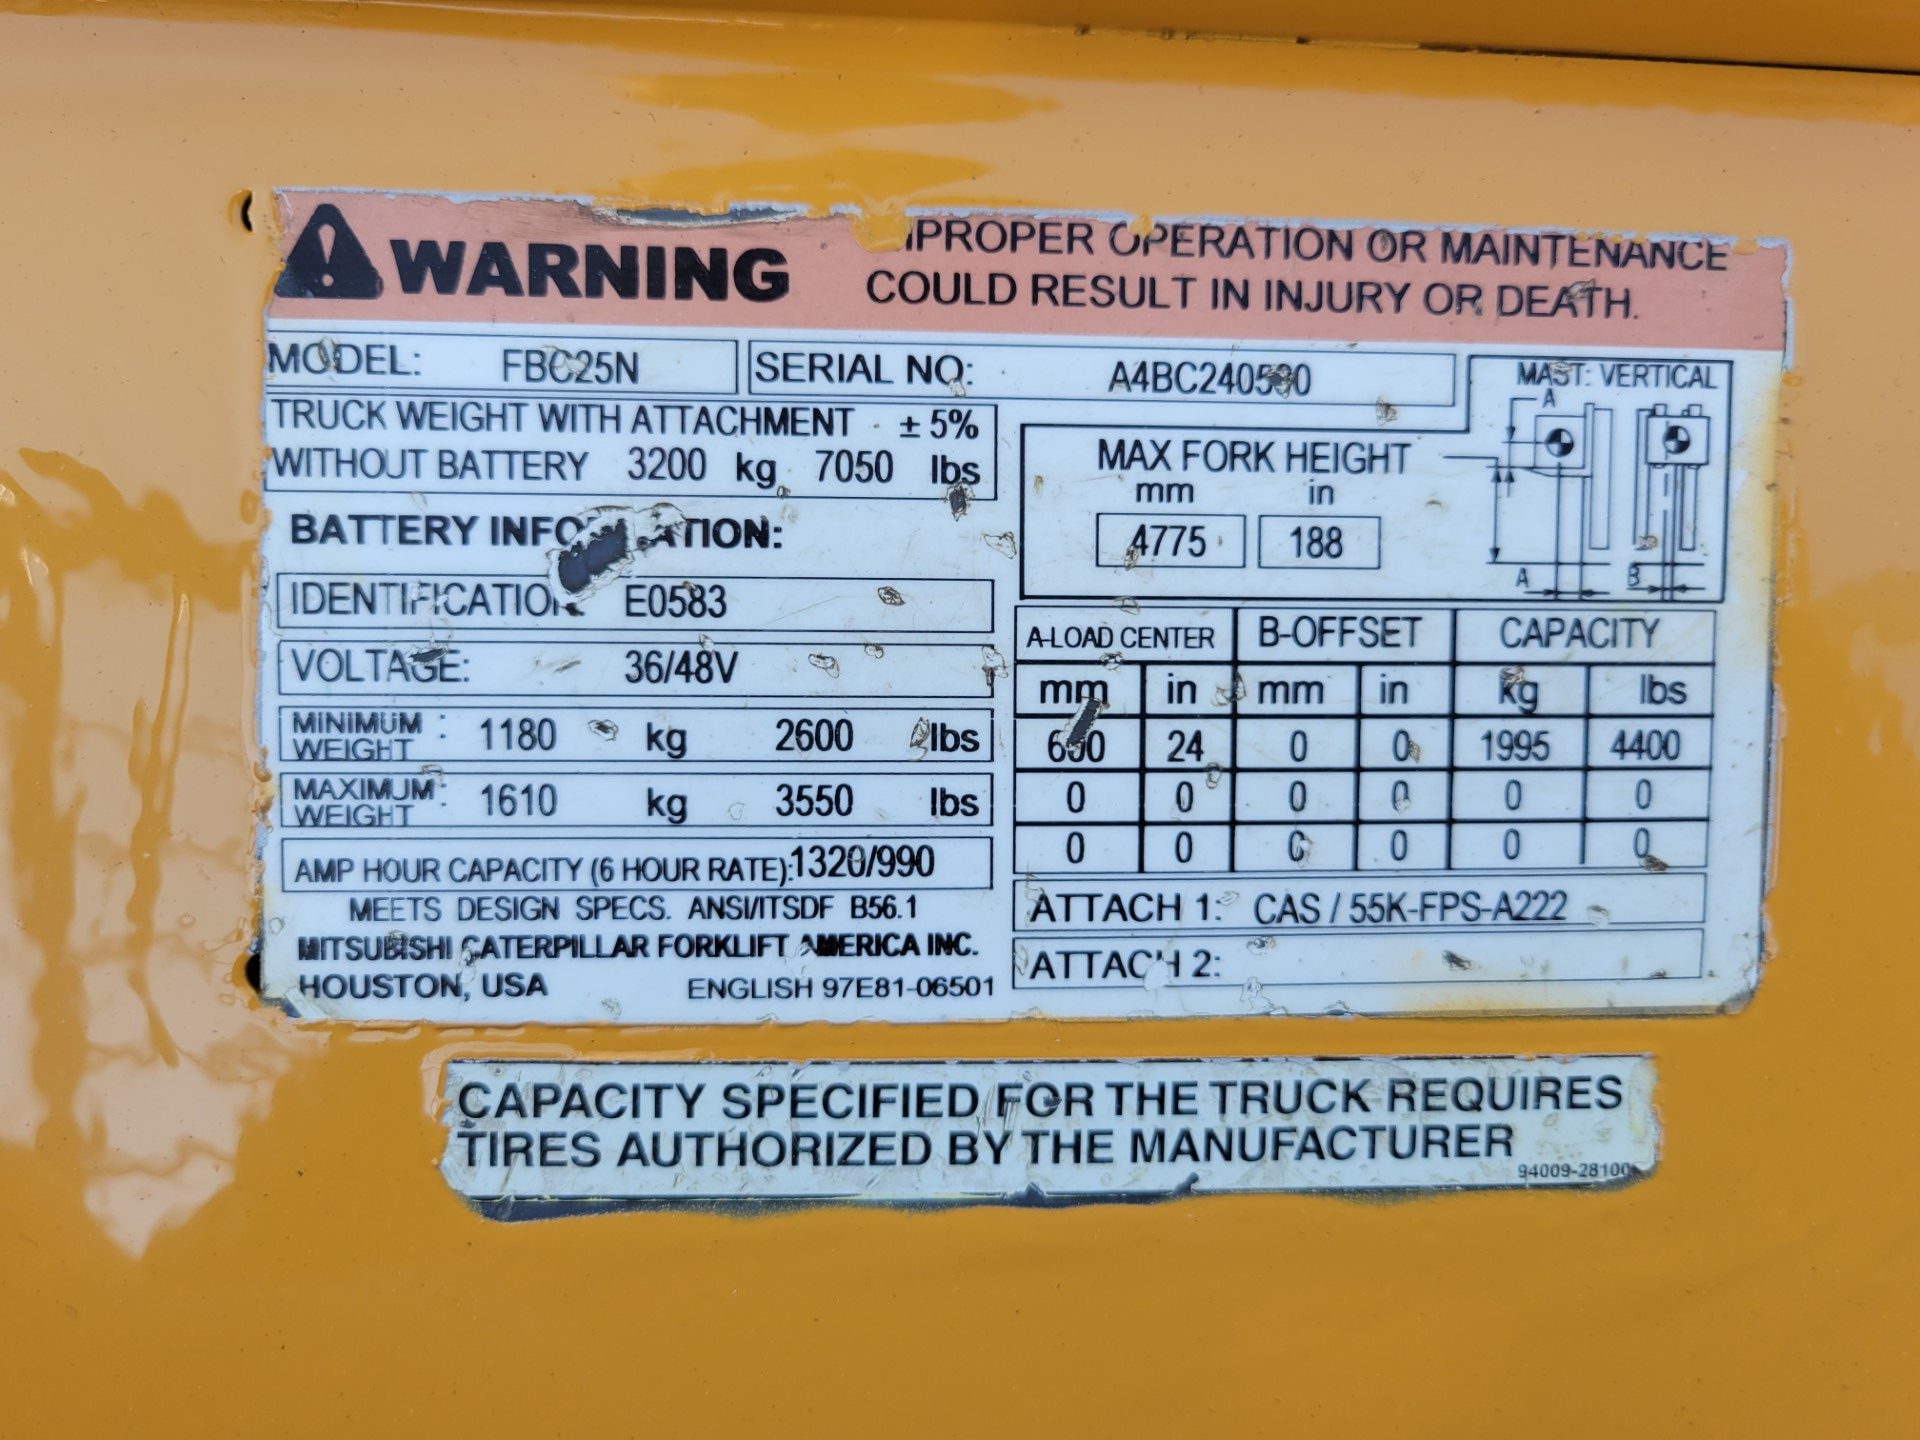 WARNING
IMPROPER OPERATION OR MAINTENANCE
COULD RESULT IN INJURY OR DEATH.
MODEL: FBC25N
SERIAL NO:
TRUCK WEIGHT WITH ATTACHMENT ± 5%
WITHOUT BATTERY 3200 kg 7050 lbs
BATTERY INFORMATION:
IDENTIFICATION: E0583
VOLTAGE: 36/48V
MINIMUM WEIGHT : 1180 kg 2600 lbs
MAXIMUM WEIGHT : 1610 kg 3550 lbs
AMP HOUR CAPACITY (6 HOUR RATE): 1320/990
MEETS DESIGN SPECS. ANSI/ITSDF B56.1
MITSUBISHI CATERPILLAR FORKLIFT AMERICA INC.
HOUSTON, USA ENGLISH 97E81-06501
MAST: VERTICAL
A
MAX FORK HEIGHT
mm in
4775 188
A B
A-LOAD CENTER B-OFFSET CAPACITY
mm in mm in kg lbs
600 24 0 0 1995 4400
0 0 0 0 0 0
0 0 0 0 0 0
ATTACH 1: CAS / 55K-FPS-A222
ATTACH 2:
CAPACITY SPECIFIED FOR THE TRUCK REQUIRES
TIRES AUTHORIZED BY THE MANUFACTURER
94009-28100